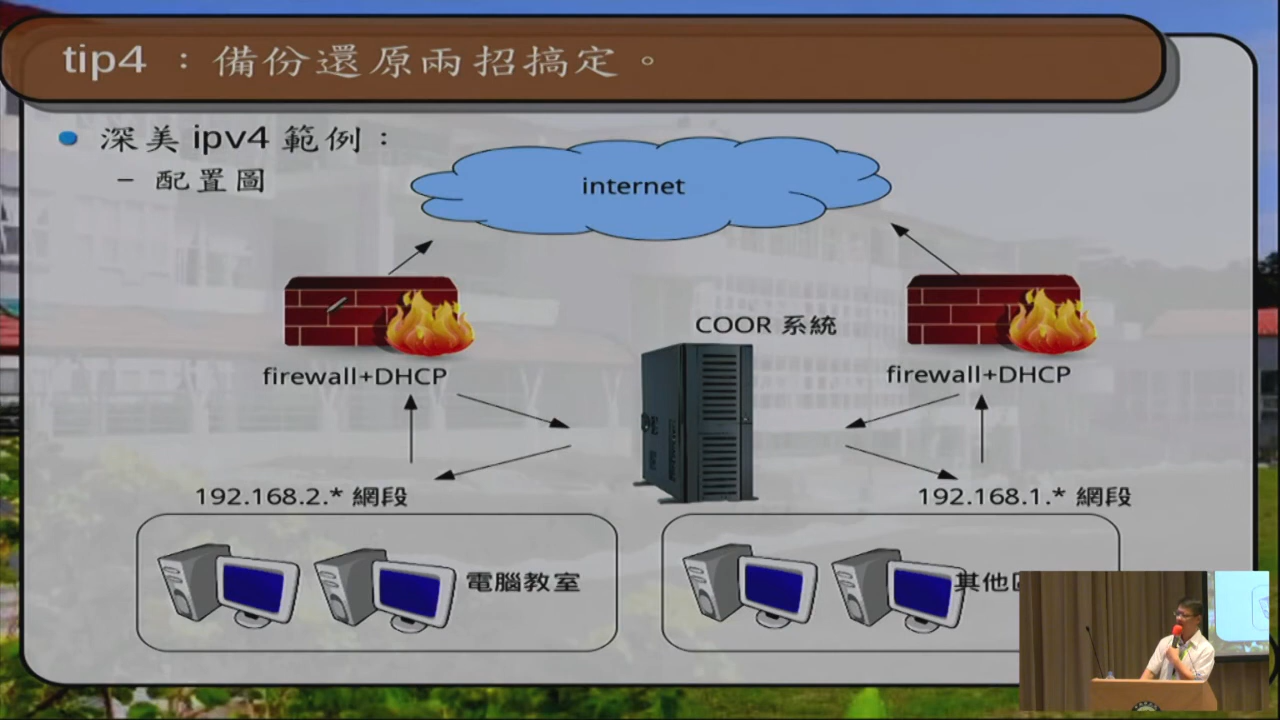 tip4 ：備份還原兩招搞定。
深美 ipv4 範例：
– 配置圖
internet
COOR 系統
firewall+DHCP
firewall+DHCP
192.168.2.* 網段
192.168.1.* 網段
電腦教室
其他